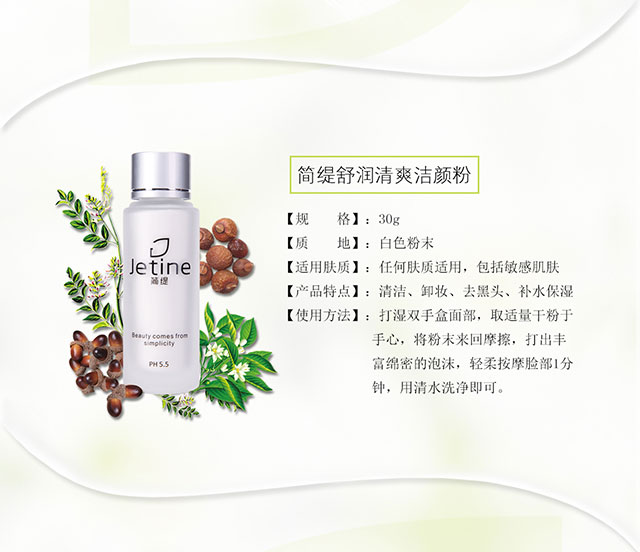 简缇舒润清爽洁颜粉
【规　　格】：30g
【质　　地】：白色粉末
【适用肤质】：任何肤质适用，包括敏感肌肤
【产品特点】：清洁、卸妆、去黑头、补水保湿
【使用方法】：打湿双手盒面部，取适量干粉于
手心，将粉末来回摩擦，打出丰
富绵密的泡沫，轻柔按摩脸部1分
钟，用清水洗净即可。
Jetine
简缇
Beauty comes from
simplicity
PH 5.5